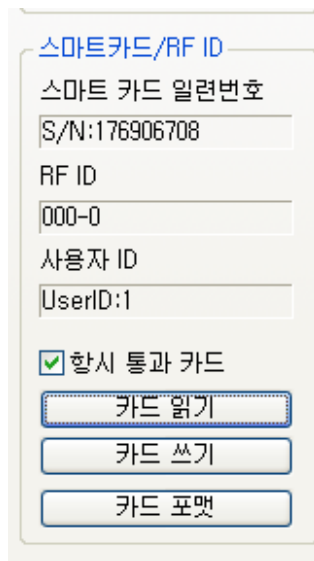 스마트카드/RF ID
스마트 카드 일련번호
S/N:176906708
RF ID
000-0
사용자 ID
UserID:1
항시 통과 카드
카드 읽기
카드 쓰기
카드 포맷